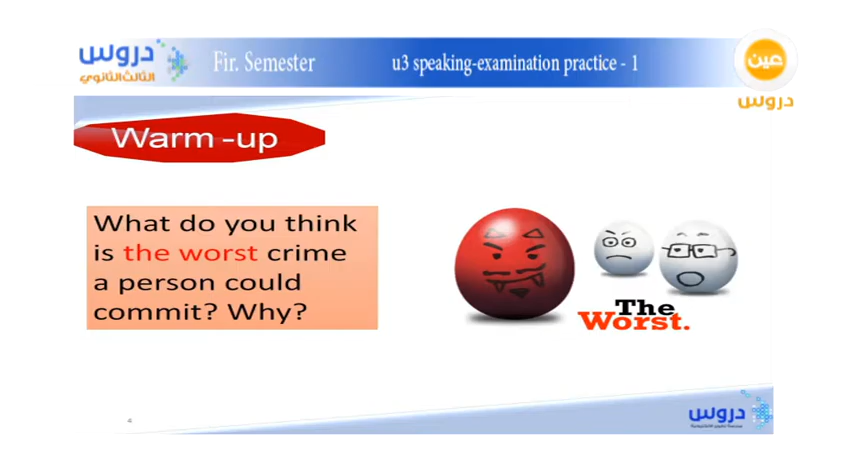 دروس
الثالث الثانوي
Fir. Semester
u3 speaking-examination practice - 1
عين
دروس
Warm -up
What do you think
is the worst crime
a person could
commit? Why?
The
Worst.
4
دروس